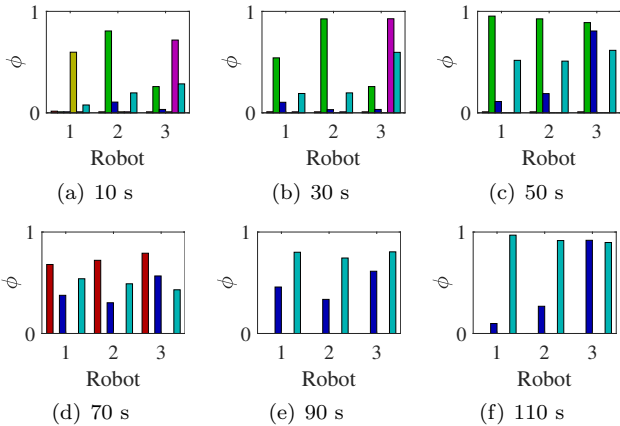 1 1 1
ϕ ϕ ϕ
0 0 0
1 2 3 1 2 3 1 2 3
Robot Robot Robot
(a) 10 s (b) 30 s (c) 50 s
1 1 1
ϕ ϕ ϕ
0 0 0
1 2 3 1 2 3 1 2 3
Robot Robot Robot
(d) 70 s (e) 90 s (f) 110 s